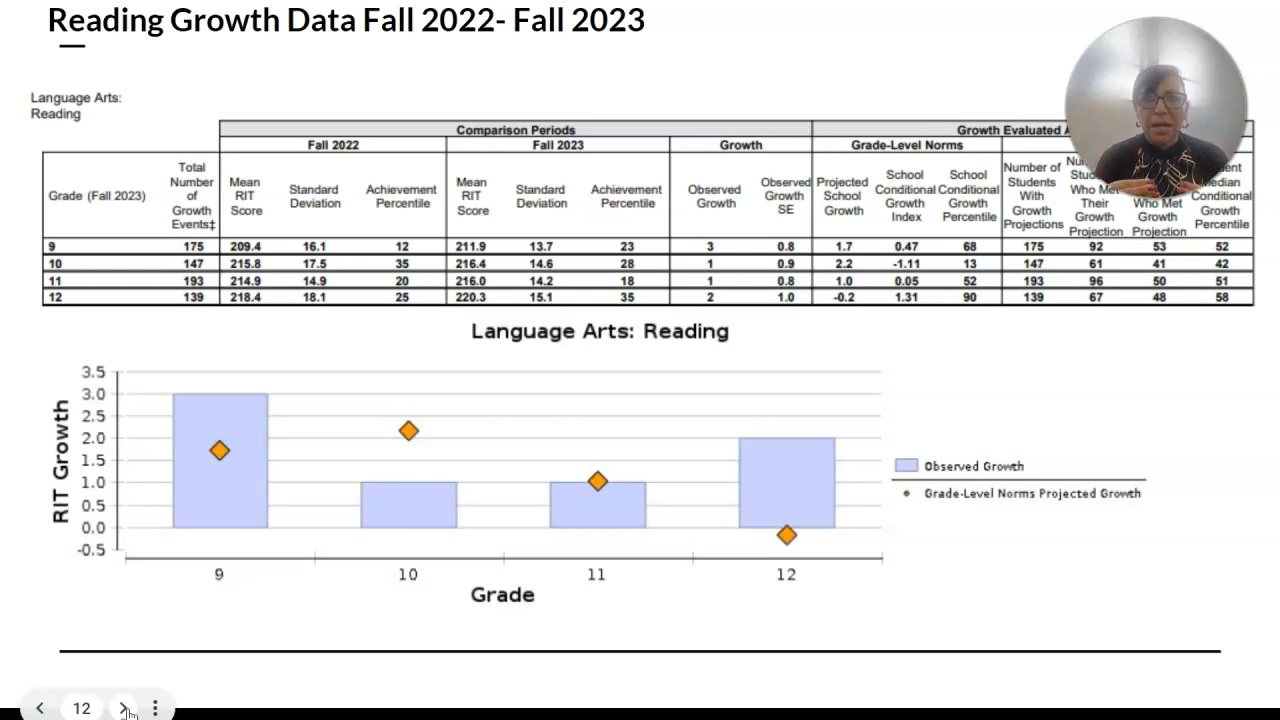 Reading Growth Data Fall 2022- Fall 2023
Language Arts:
Reading
Comparison Periods
Growth Evaluated
Fall 2022
Fall 2023
Growth
Grade-Level Norms
Grade (Fall 2023)
Total
Number
of
Growth
Events‡
Mean
RIT
Score
Standard
Deviation
Achievement
Percentile
Mean
RIT
Score
Standard
Deviation
Achievement
Percentile
Observed
Growth
Observed
Growth
SE
Projected
School
Growth
School
Conditional
Growth
Index
School
Conditional
Growth
Percentile
Number of
Students
With
Growth
Projections
Who Met
Their
Growth
Projection
Who Met
Growth
Projection
Conditional
Growth
Percentile
9 175 209.4 16.1 12 211.9 13.7 23 3 0.8 1.7 0.47 68 175 92 53 52
10 147 215.8 17.5 35 216.4 14.6 28 1 0.9 2.2 -1.11 13 147 61 41 42
11 193 214.9 14.9 20 216.0 14.2 18 1 0.8 1.0 0.05 52 193 96 50 51
12 139 218.4 18.1 25 220.3 15.1 35 2 1.0 -0.2 1.31 90 139 67 48 58
Language Arts: Reading
RIT Growth
3.5
3.0
2.5
2.0
1.5
1.0
0.5
0.0
-0.5
9 10 11 12
Grade
Observed Growth
Grade-Level Norms Projected Growth
12